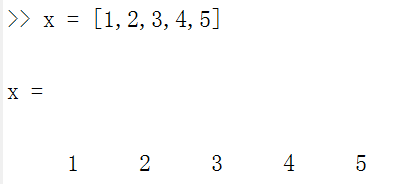 >> x = [1,2,3,4,5]
x =
1 2 3 4 5